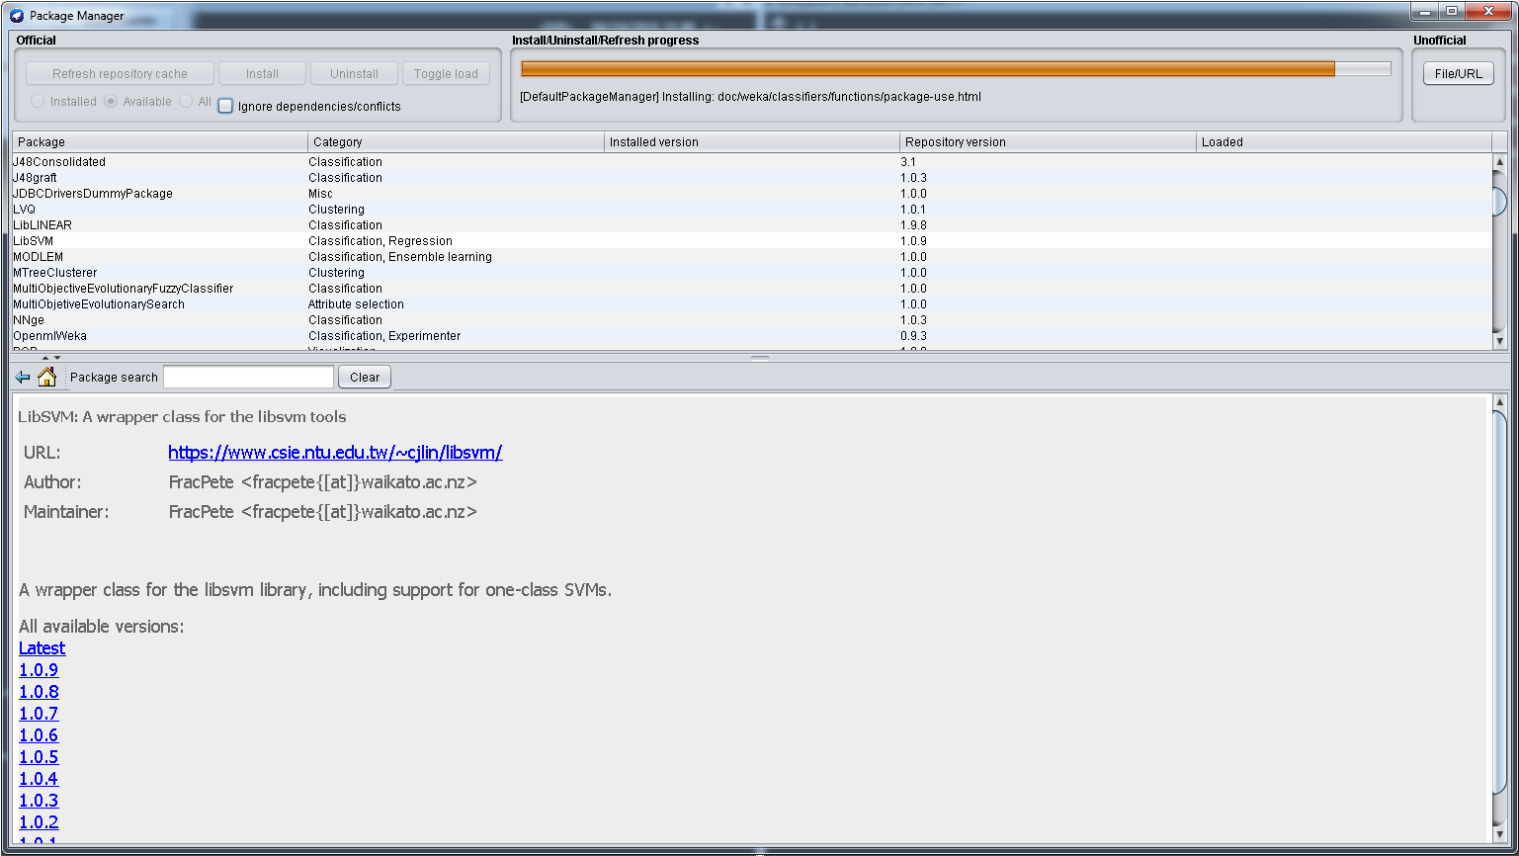 Package Manager
Official
Install/Uninstall/Refresh progress
Unofficial
Refresh repository cache Install Uninstall Toggle load
File/URL
[DefaultPackageManager] Installing: doc/weka/classifiers/functions/package-use.html
Installed Available All Ignore dependencies/conflicts
Package Category Installed version Repository version Loaded
J48Consolidated Classification 3.1
J48graft Classification 1.0.3
JDBCDriversDummyPackage Misc 1.0.0
LVQ Clustering 1.0.1
LibLINEAR Classification 1.9.8
LibSVM Classification, Regression 1.0.9
MODLEM Classification, Ensemble learning 1.0.0
MTreeClusterer Clustering 1.0.0
MultiObjectiveEvolutionaryFuzzyClassifier Classification 1.0.0
MultiObjetiveEvolutionarySearch Attribute selection 1.0.0
NNge Classification 1.0.3
OpenmlWeka Classification, Experimenter 0.9.3
Package search Clear
LibSVM: A wrapper class for the libsvm tools
URL: https://www.csie.ntu.edu.tw/~cjlin/libsvm/
Author: FracPete <fracpete{[at]}waikato.ac.nz>
Maintainer: FracPete <fracpete{[at]}waikato.ac.nz>
A wrapper class for the libsvm library, including support for one-class SVMs.
All available versions:
Latest
1.0.9
1.0.8
1.0.7
1.0.6
1.0.5
1.0.4
1.0.3
1.0.2
1.0.1